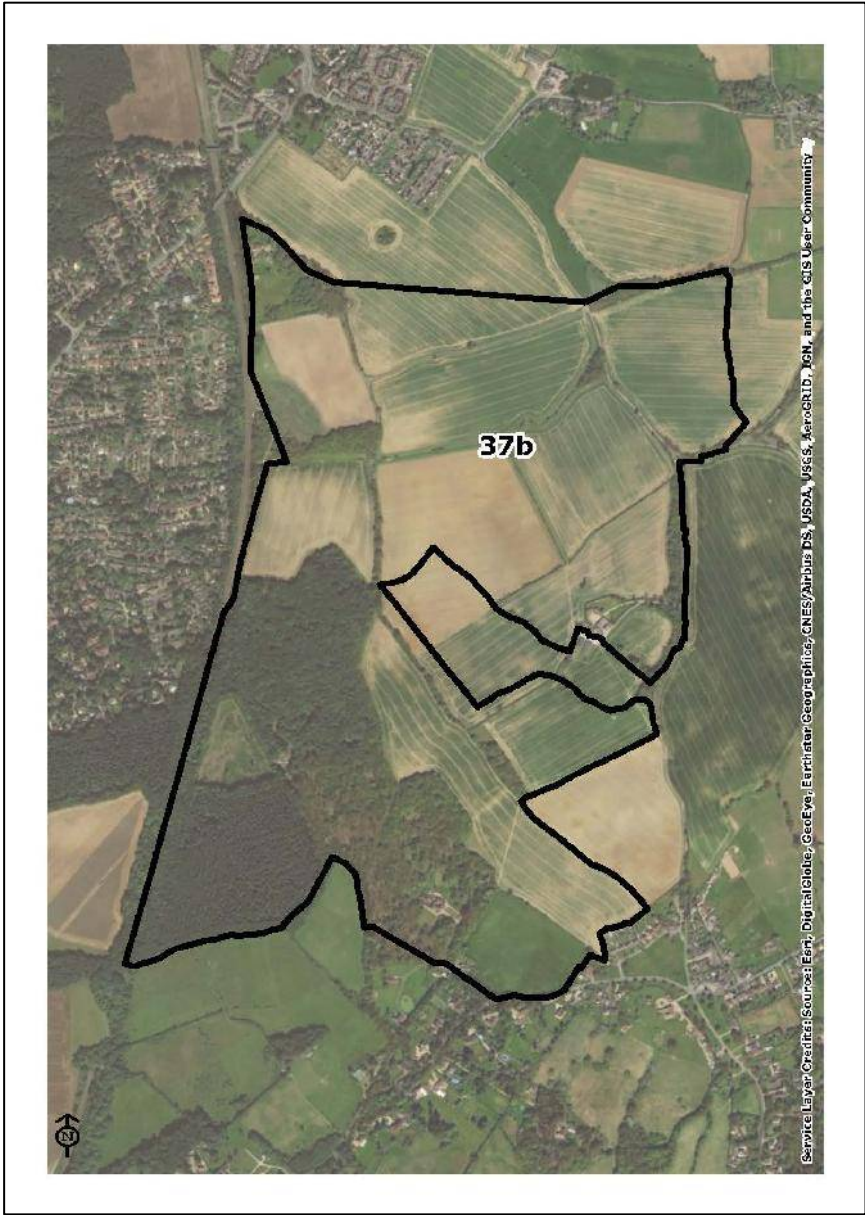 37b
Service Layer Credits: Source: Esri, DigitalGlobe, GeoEye, Earthstar Geographics, CNES/Airbus DS, USDA, USGS, AeroGRID, IGN, and the GIS User Community
N